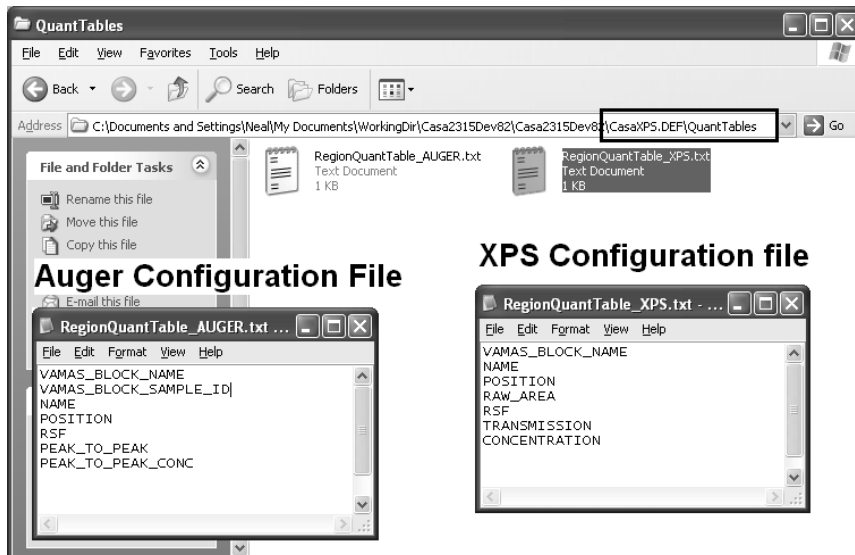 QuantTables
File Edit View Favorites Tools Help
Back Search Folders
Address C:\Documents and Settings\Neal\My Documents\WorkingDir\Casa2315Dev82\Casa2315Dev82\CasaXPS.DEF\QuantTables Go
File and Folder Tasks
Rename this file
Move this file
Copy this file
E-mail this file
RegionQuantTable_AUGER.txt
Text Document
1 KB
RegionQuantTable_XPS.txt
Text Document
1 KB
Auger Configuration File
RegionQuantTable_AUGER.txt ...
File Edit Format View Help
VAMAS_BLOCK_NAME
VAMAS_BLOCK_SAMPLE_ID
NAME
POSITION
RSF
PEAK_TO_PEAK
PEAK_TO_PEAK_CONC
XPS Configuration file
RegionQuantTable_XPS.txt - ...
File Edit Format View Help
VAMAS_BLOCK_NAME
NAME
POSITION
RAW_AREA
RSF
TRANSMISSION
CONCENTRATION